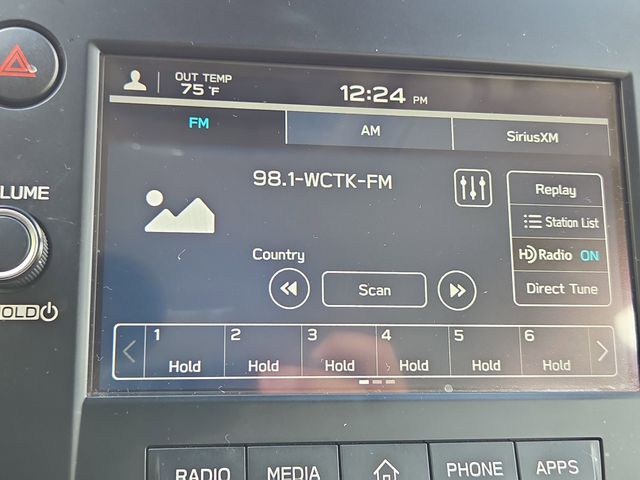 OUT TEMP
75 °F
12:24 PM
FM AM SiriusXM
98.1-WCTK-FM
Replay
Station List
HD Radio ON
Direct Tune
Country
Scan
1 2 3 4 5 6
Hold Hold Hold Hold Hold Hold
VOLUME
HOLD
RADIO MEDIA PHONE APPS